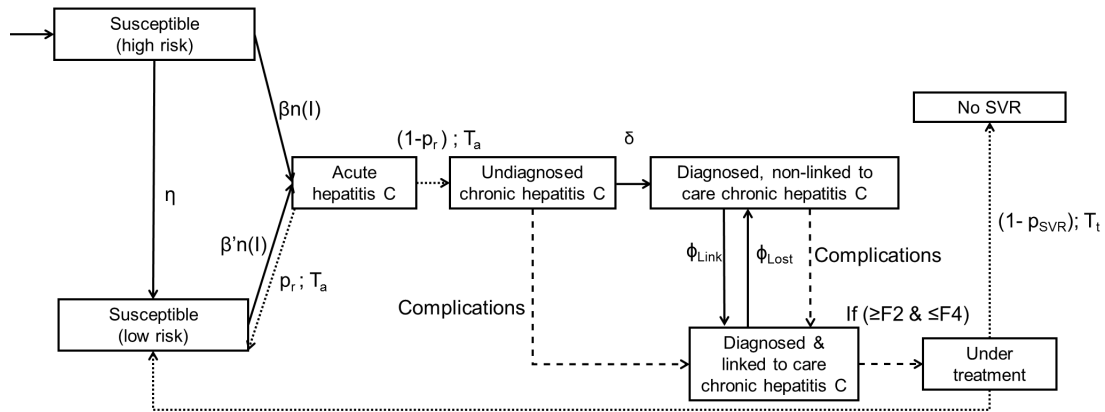 Susceptible
(high risk)
βn(I)
No SVR
(1-pr) ; Ta
δ
Acute
hepatitis C
Undiagnosed
chronic hepatitis C
Diagnosed, non-linked to
care chronic hepatitis C
η
β'n(I)
pr ; Ta
ϕLink
ϕLost
Complications
(1- pSVR); Tt
Complications
If (≥F2 & ≤F4)
Susceptible
(low risk)
Diagnosed &
linked to care
chronic hepatitis C
Under
treatment